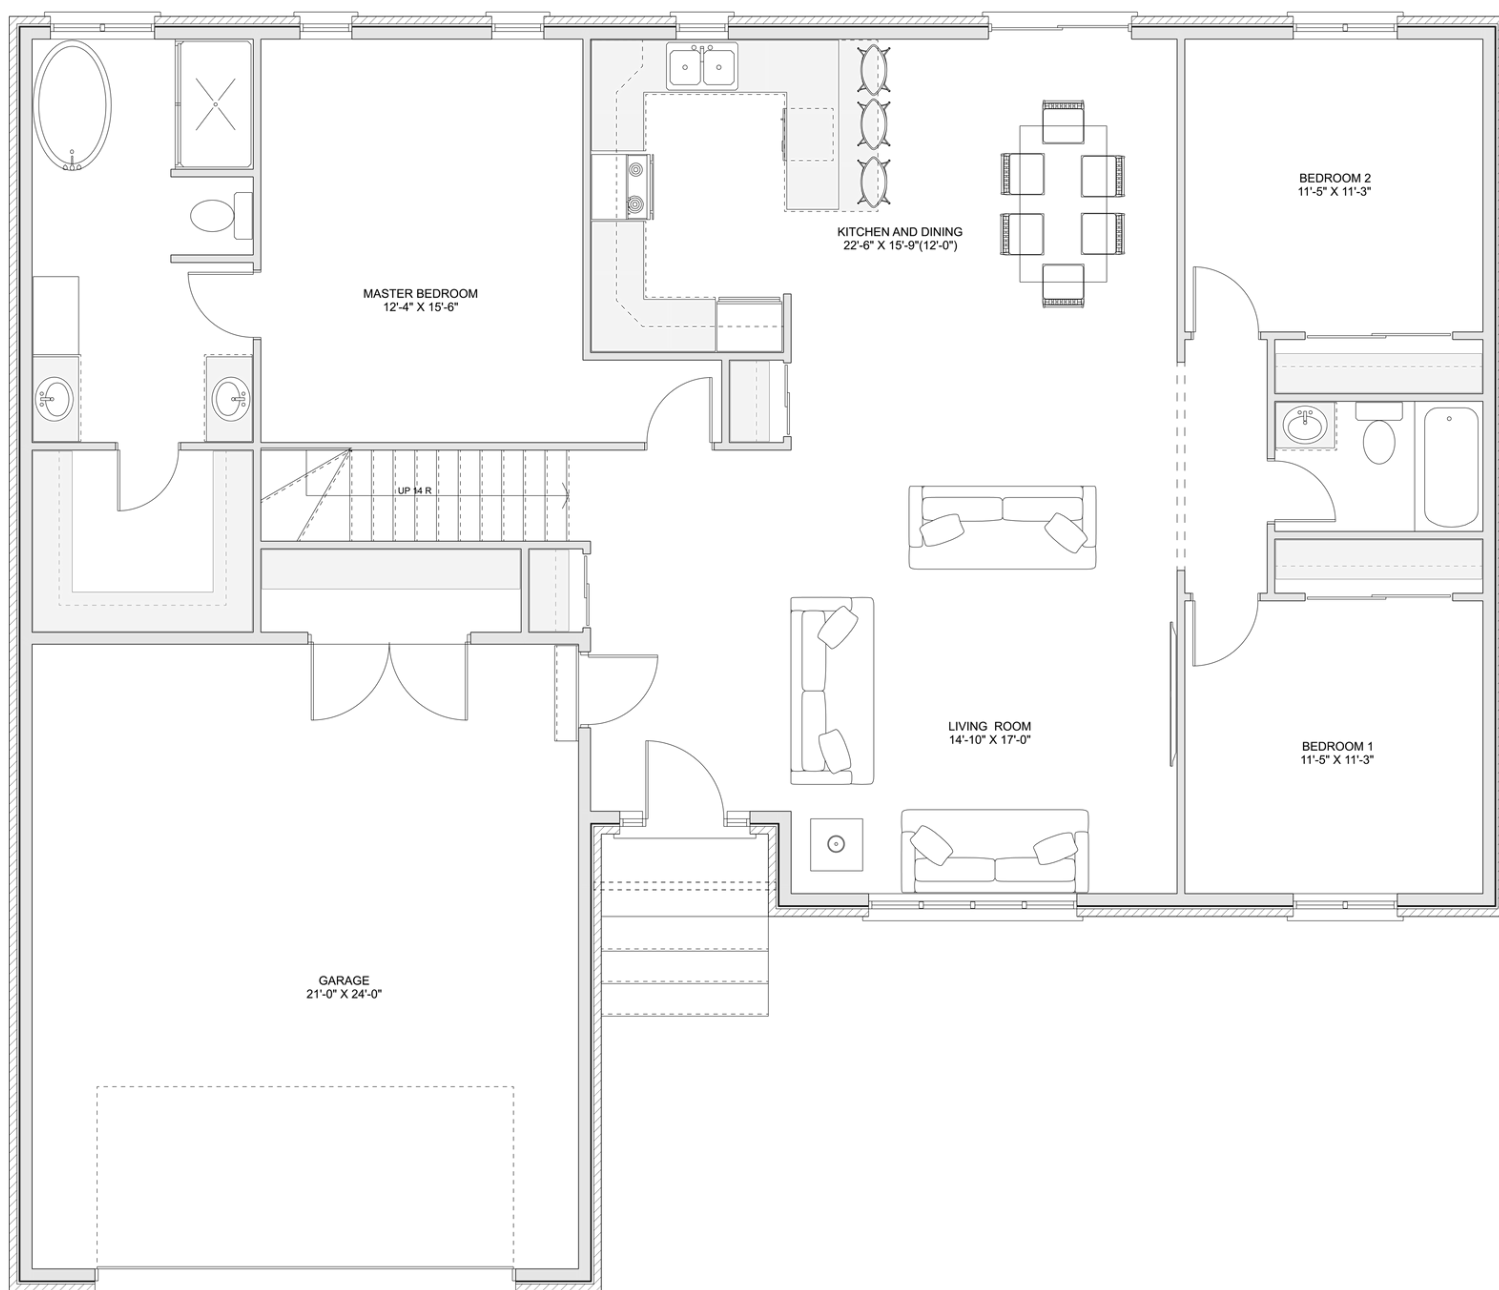 BEDROOM 2
11'-5" X 11'-3"
KITCHEN AND DINING
22'-6" X 15'-9"(12'-0")
MASTER BEDROOM
12'-4" X 15'-6"
UP 14 R
LIVING ROOM
14'-10" X 17'-0"
BEDROOM 1
11'-5" X 11'-3"
GARAGE
21'-0" X 24'-0"